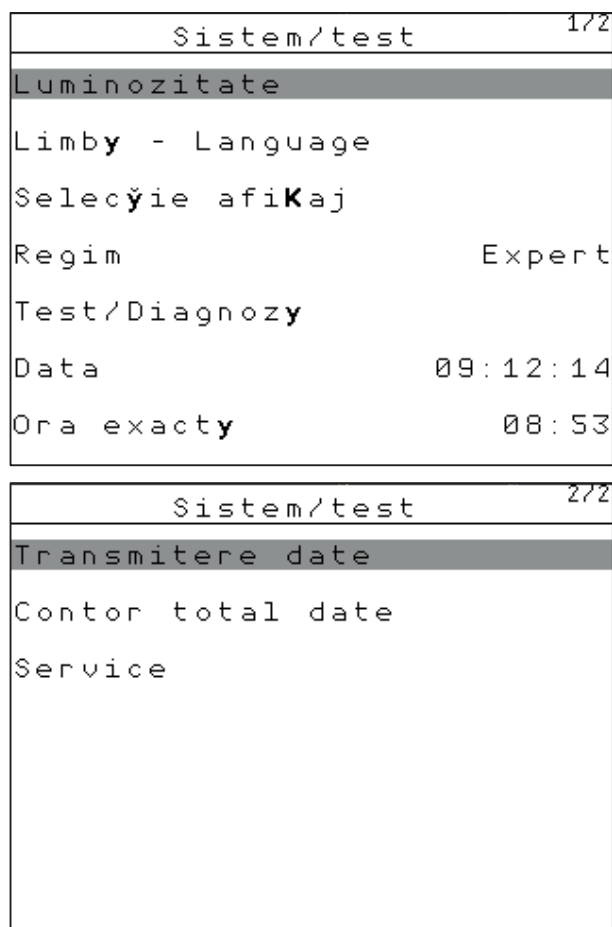 Sistem/test 1/2
Luminozitate
Limby - Language
Selecўie afiKaj
Regim Expert
Test/Diagnozy
Data 09:12:14
Ora exacty 08:53
Sistem/test 2/2
Transmitere date
Contor total date
Service